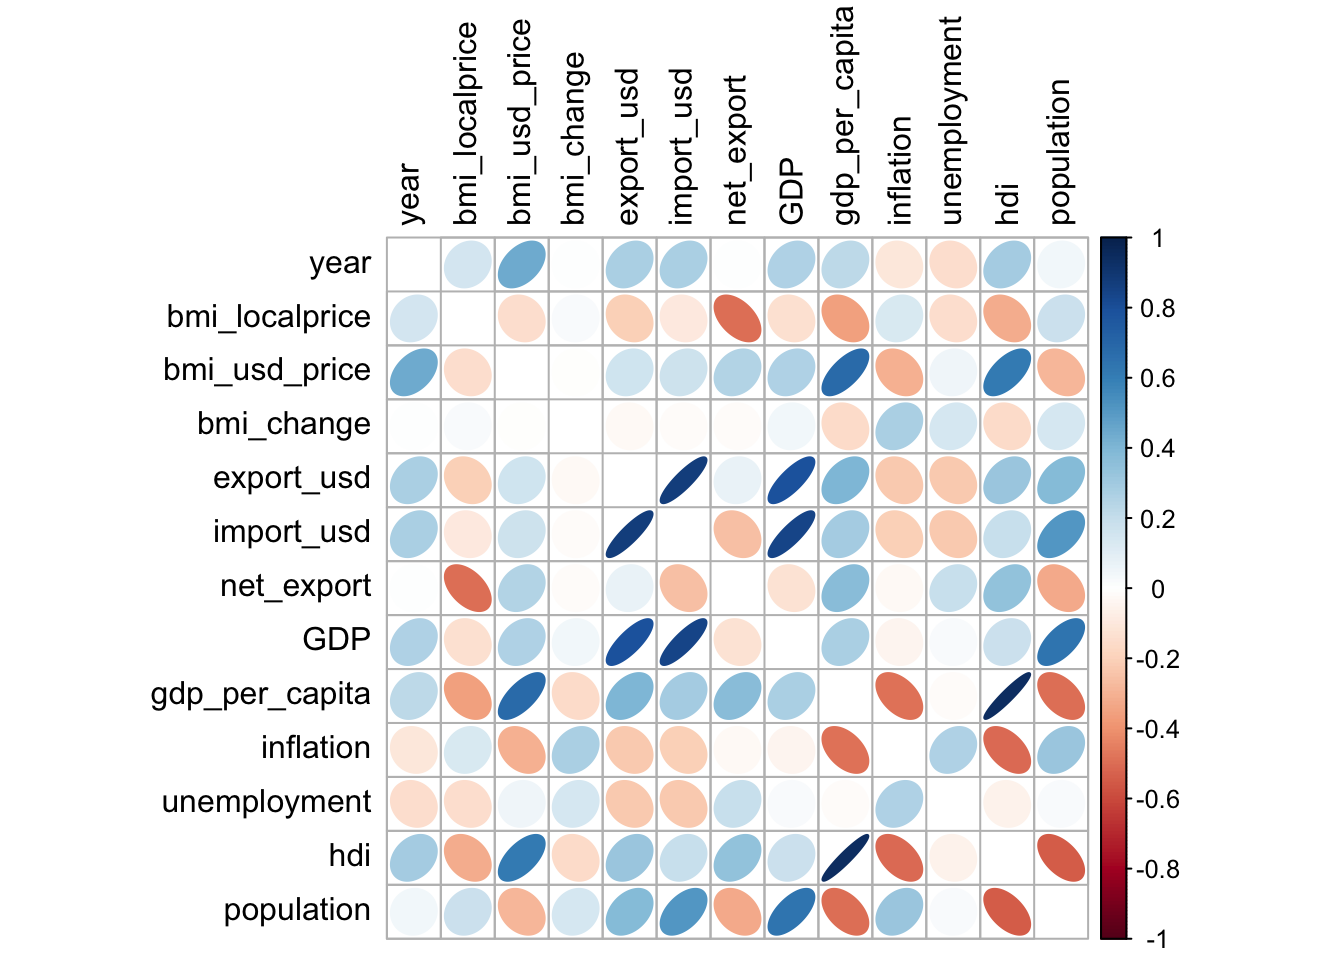 year
bmi_localprice
bmi_usd_price
bmi_change
export_usd
import_usd
net_export
GDP
gdp_per_capita
inflation
unemployment
hdi
population
year
bmi_localprice
bmi_usd_price
bmi_change
export_usd
import_usd
net_export
GDP
gdp_per_capita
inflation
unemployment
hdi
population
1
0.8
0.6
0.4
0.2
0
-0.2
-0.4
-0.6
-0.8
-1